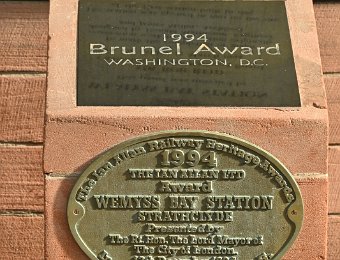 1994
Brunel Award
WASHINGTON, D.C.
The Ian Allan Railway Heritage Awards
1994
THE IAN ALLAN LTD
Award
WEMYSS BAY STATION
STRATHCLYDE
Presented by
The Rt. Hon. The Lord Mayor of
The City of London